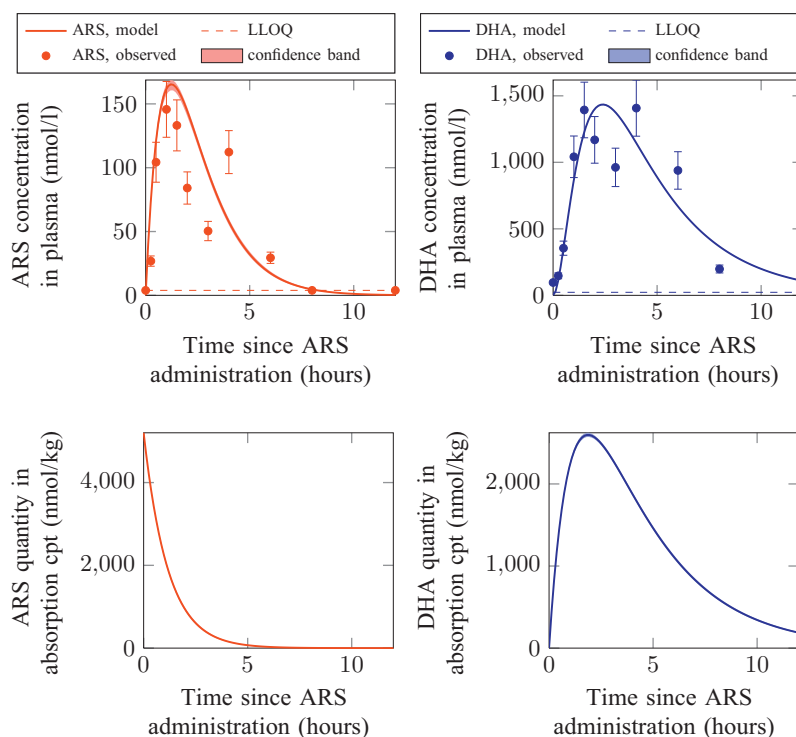 ARS, model LLOQ
ARS, observed confidence band
DHA, model LLOQ
DHA, observed confidence band
150
100
50
0
0 5 10
ARS concentration
in plasma (nmol/l)
Time since ARS
administration (hours)
1,500
1,000
500
0
0 5 10
DHA concentration
in plasma (nmol/l)
Time since ARS
administration (hours)
4,000
2,000
0
0 5 10
ARS quantity in
absorption cpt (nmol/kg)
Time since ARS
administration (hours)
2,000
1,000
0
0 5 10
DHA quantity in
absorption cpt (nmol/kg)
Time since ARS
administration (hours)